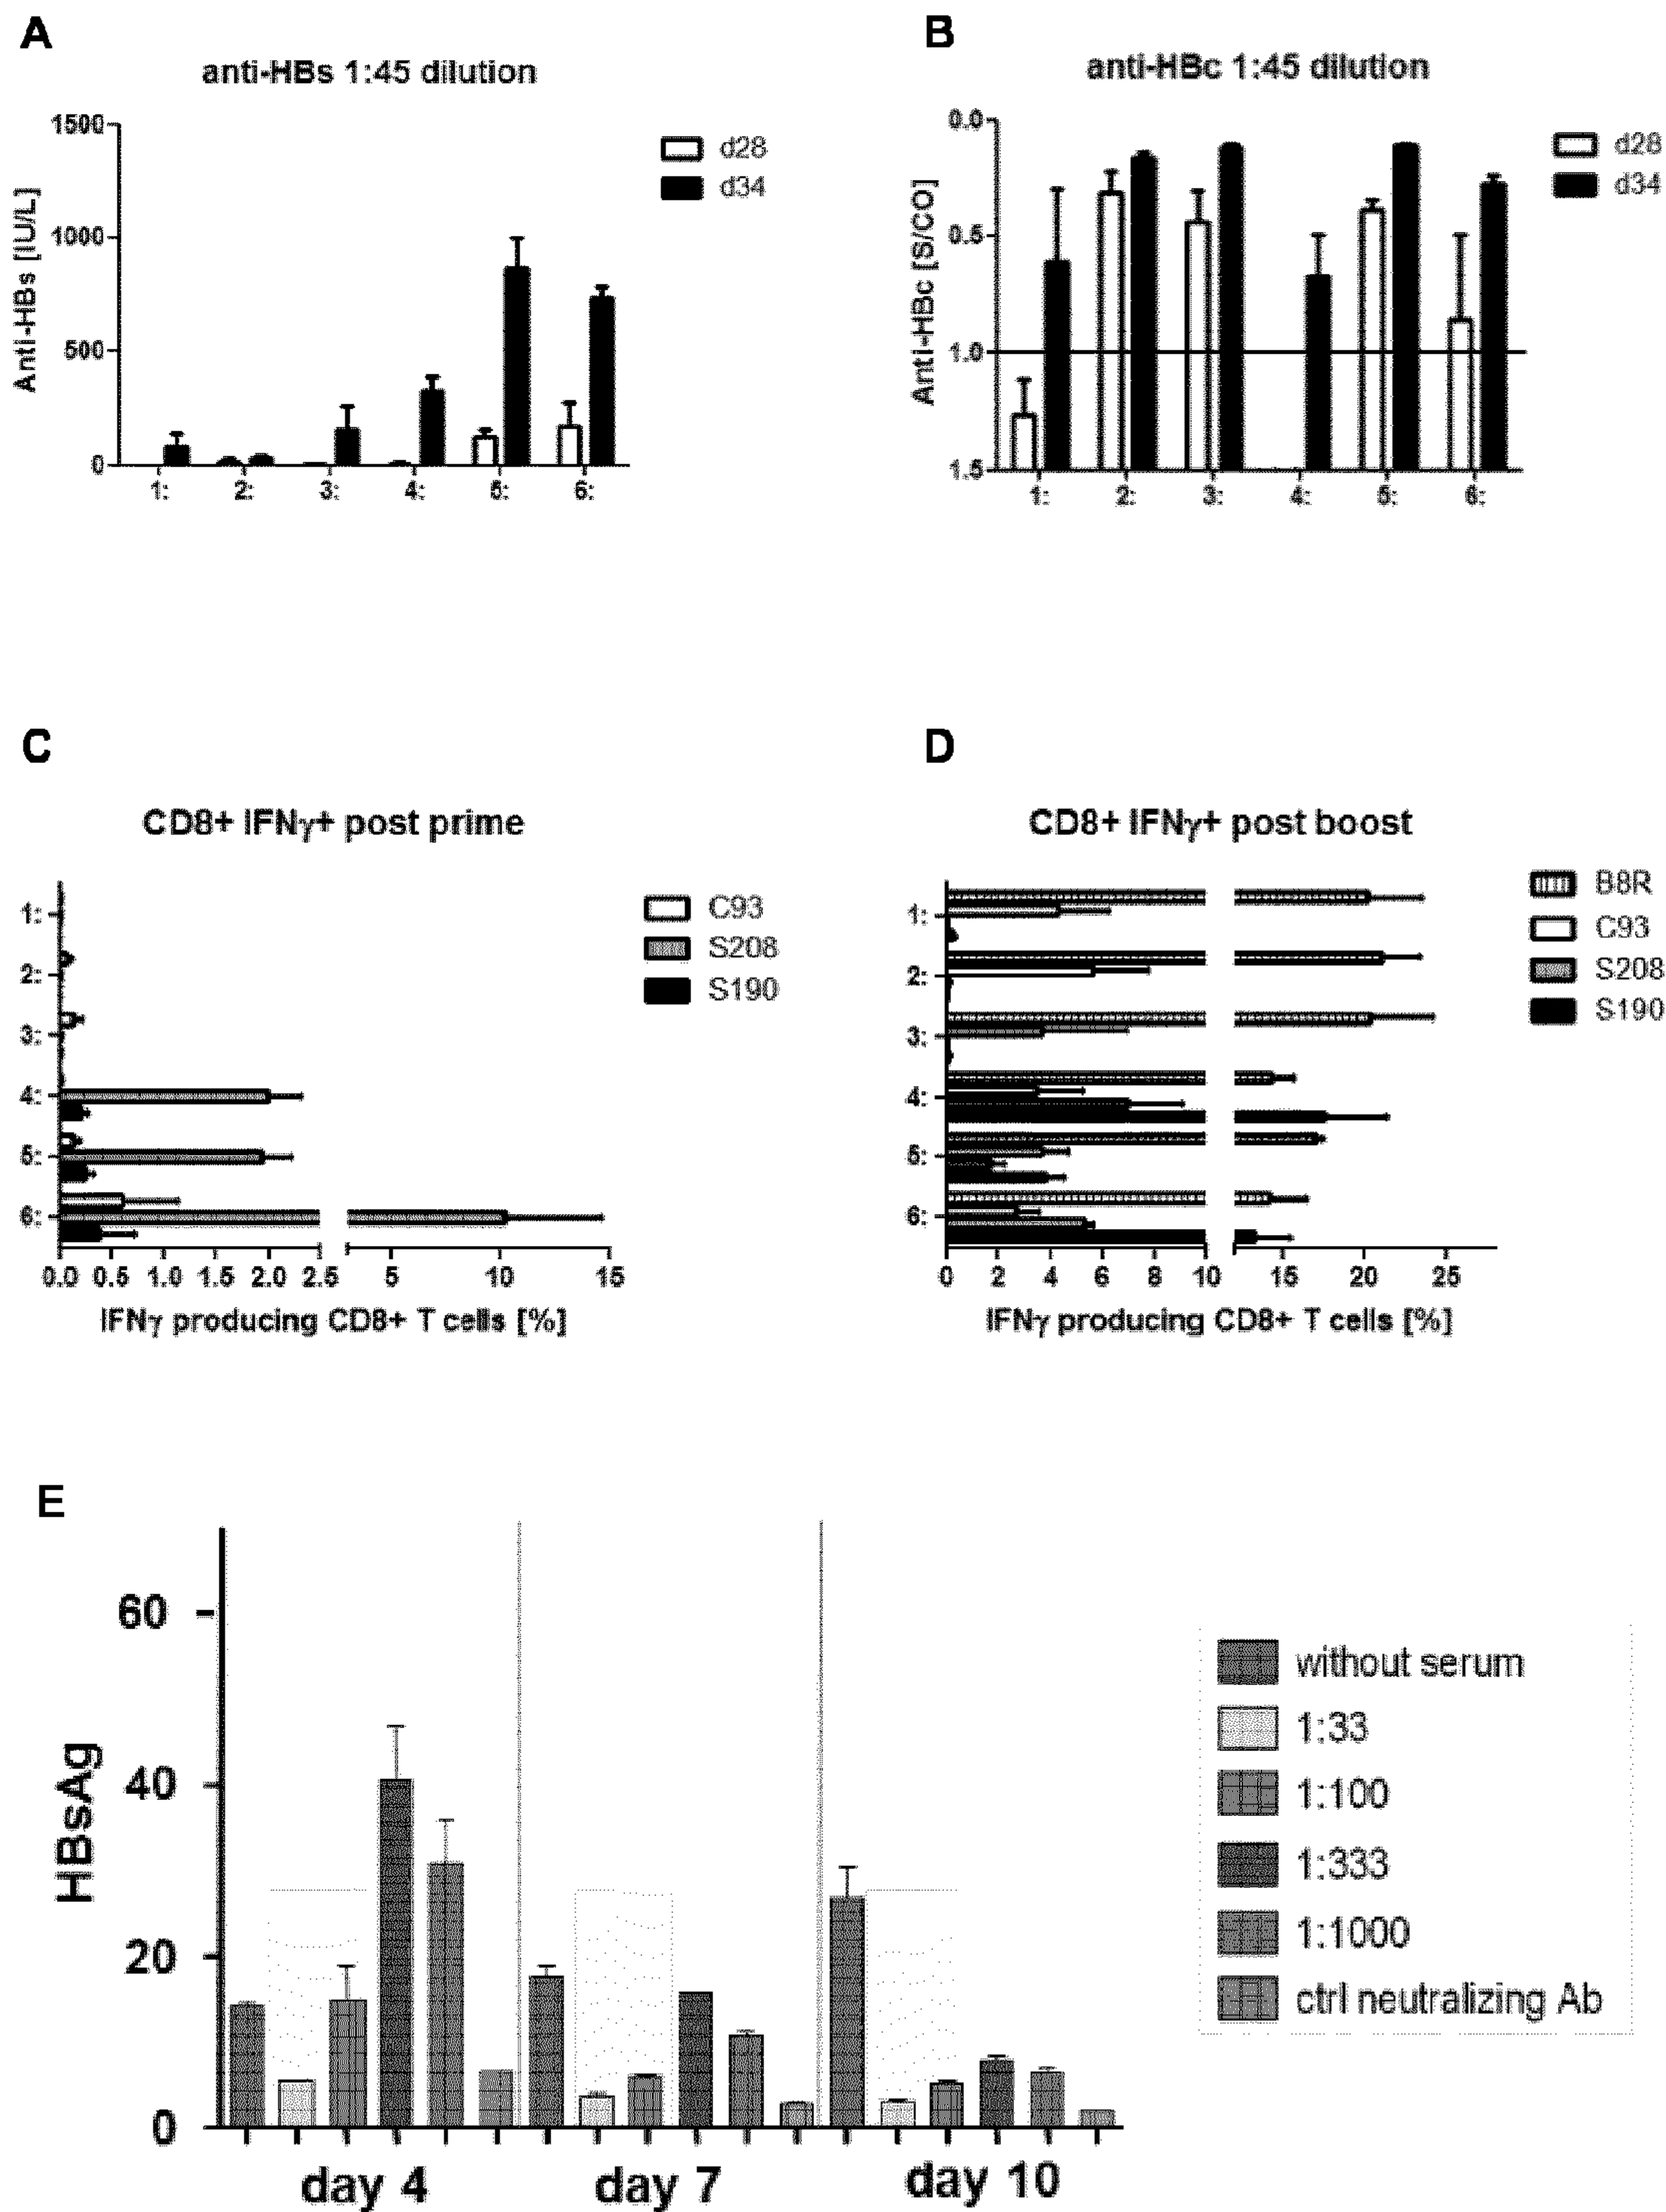 A
anti-HBs 1:45 dilution
1500
1000
500
0
Anti-HBs [IU/L]
1: 2: 3: 4: 5: 6:
d28
d34
B
anti-HBc 1:45 dilution
0.0
0.5
1.0
1.5
Anti-HBc [S/CO]
1: 2: 3: 4: 5: 6:
d28
d34
C
CD8+ IFNγ+ post prime
1:
2:
3:
4:
5:
6:
0.0 0.5 1.0 1.5 2.0 2.5 5 10 15
IFNγ producing CD8+ T cells [%]
C93
S208
S190
D
CD8+ IFNγ+ post boost
1:
2:
3:
4:
5:
6:
0 2 4 6 8 10 15 20 25
IFNγ producing CD8+ T cells [%]
B8R
C93
S208
S190
E
60
40
20
0
HBsAg
day 4 day 7 day 10
without serum
1:33
1:100
1:333
1:1000
ctrl neutralizing Ab